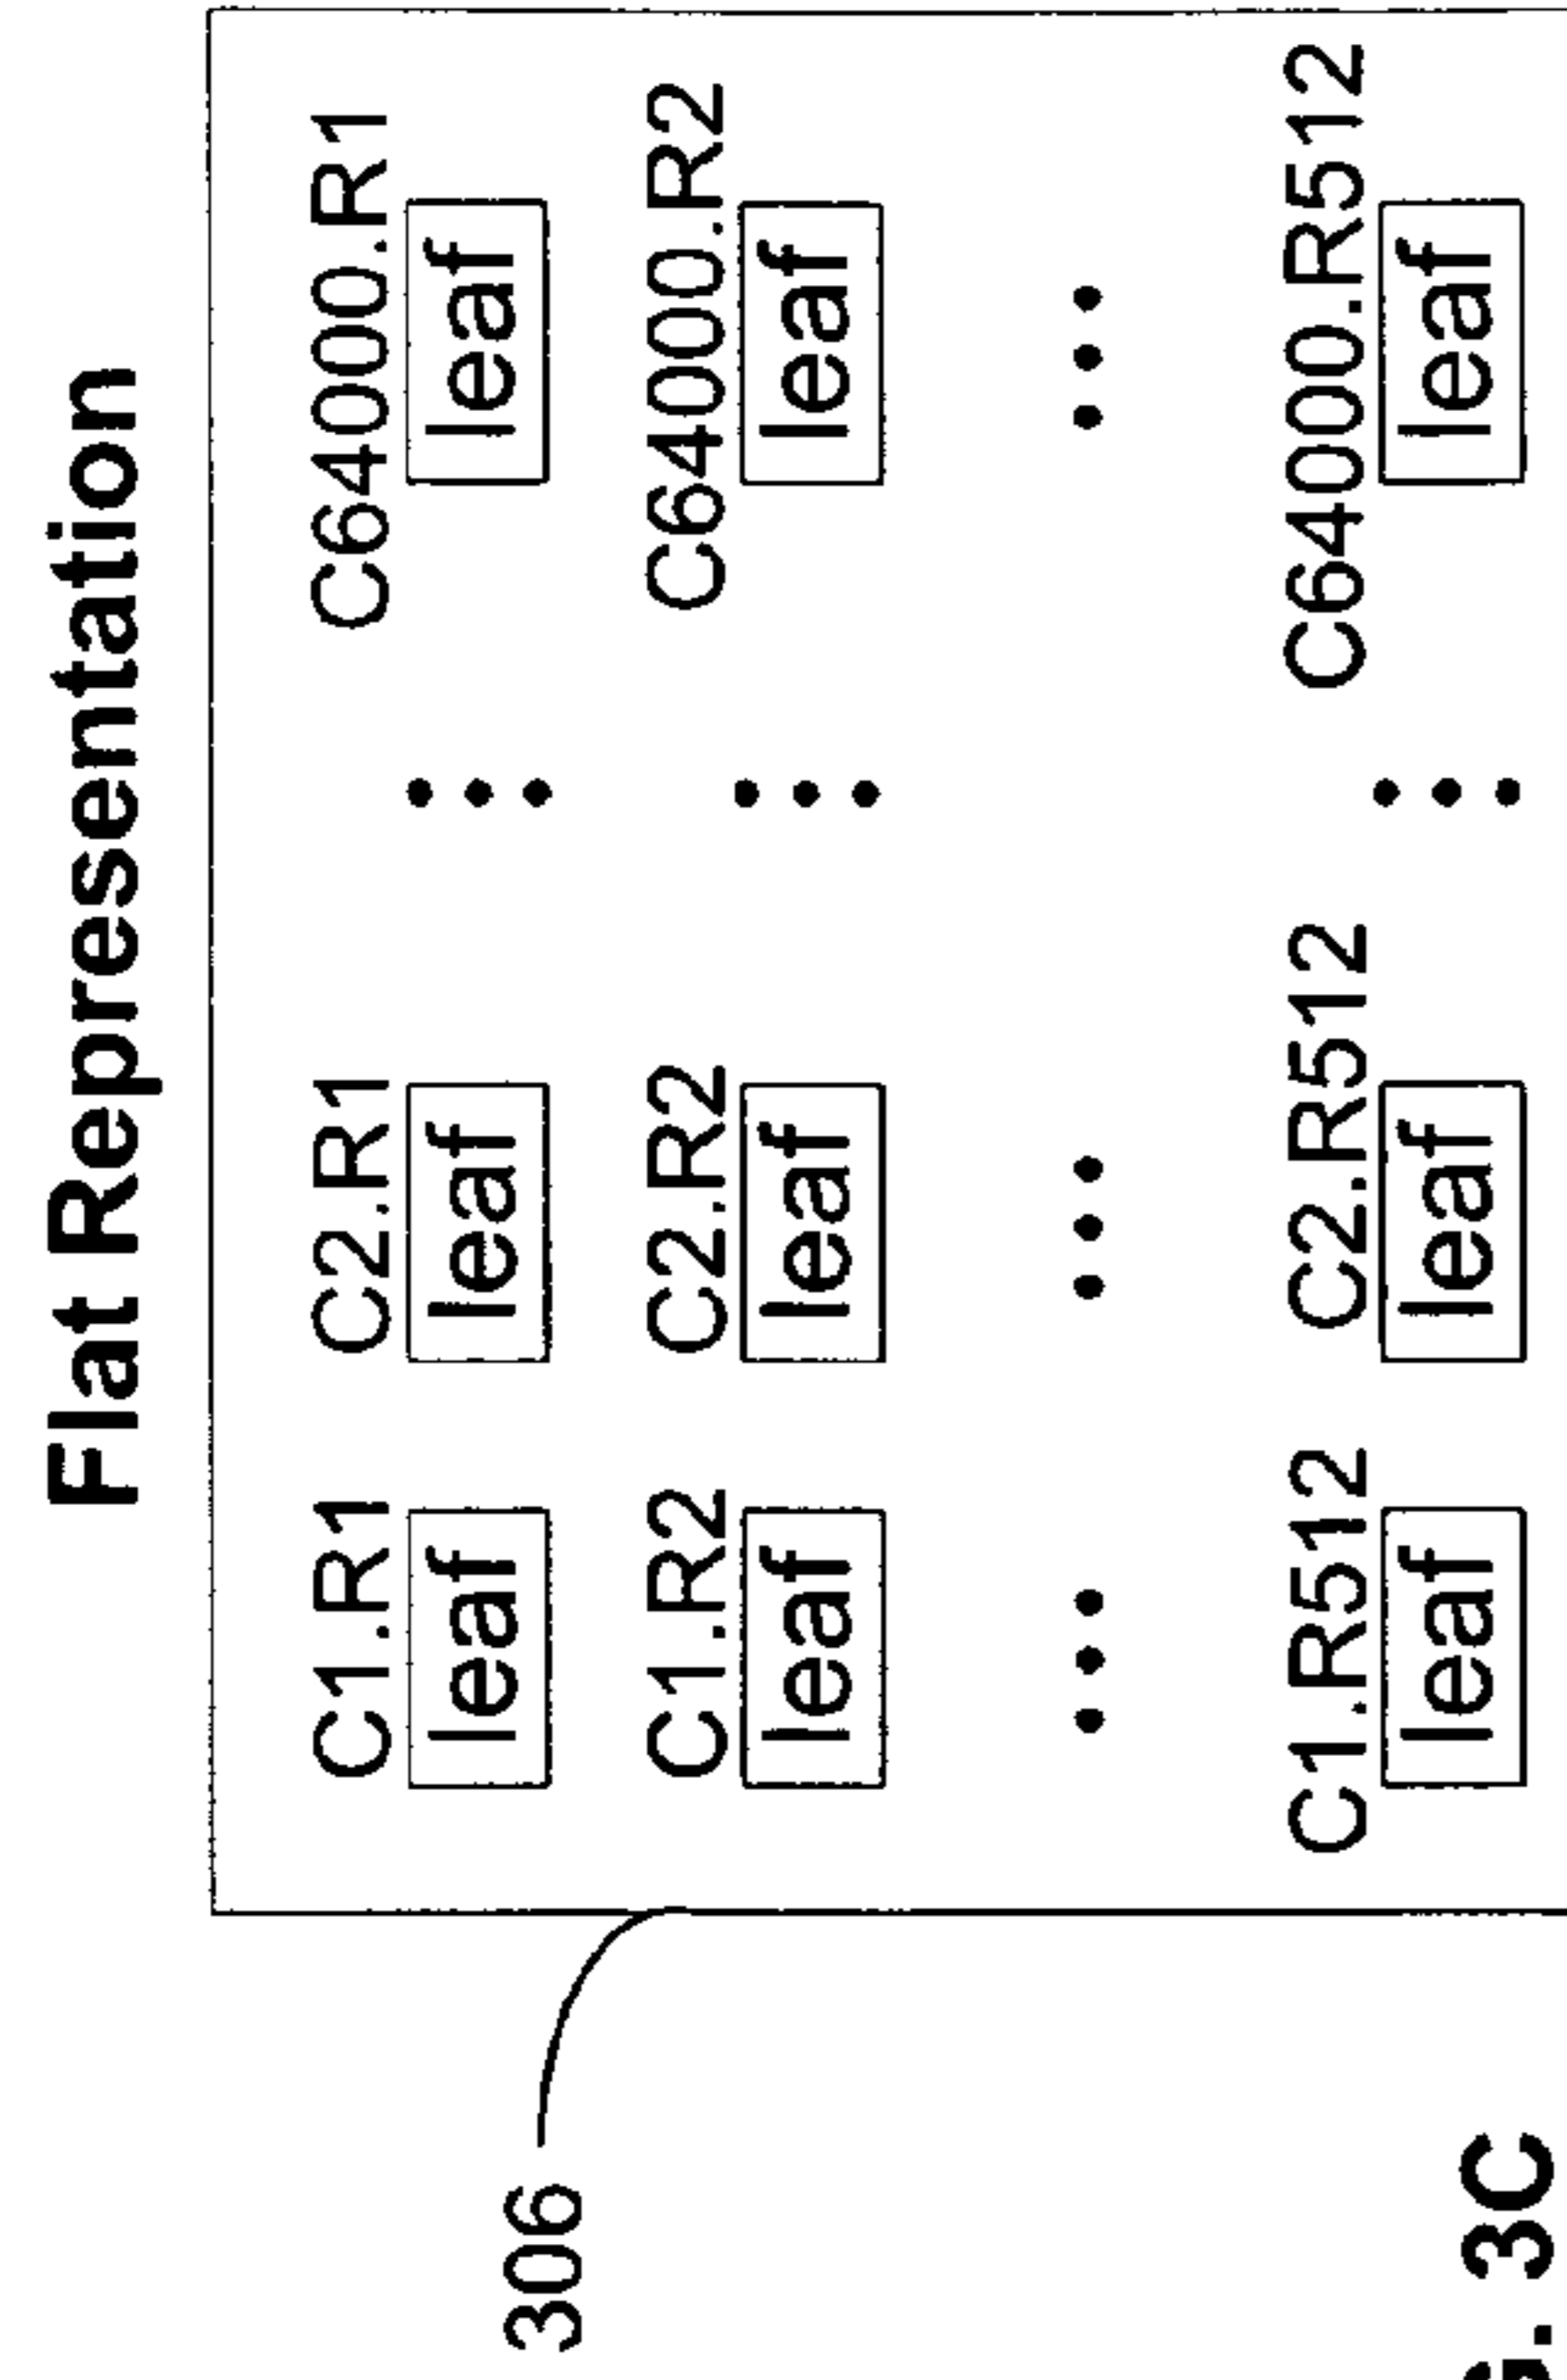 Flat Representation
C1.R1 C2.R1 C64000.R1
leaf leaf leaf
C1.R2 C2.R2 C64000.R2
leaf leaf leaf
C1.R512 C2.R512 C64000.R512
leaf leaf leaf
306
3C